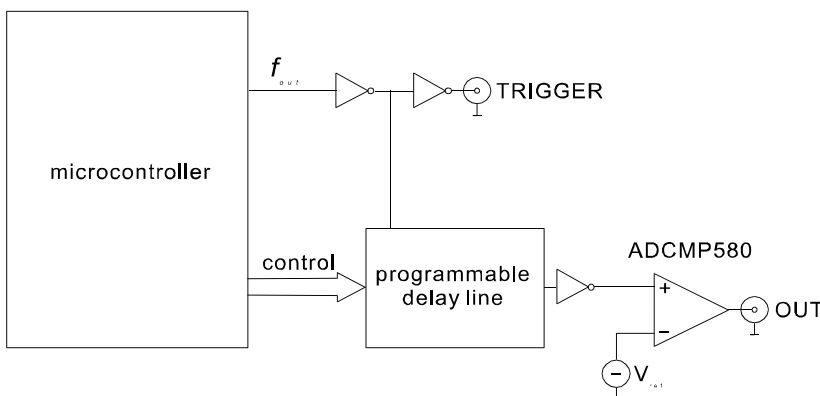 f out
TRIGGER
microcontroller
control
programmable
delay line
ADCMP580
+
−
OUT
−
V ref